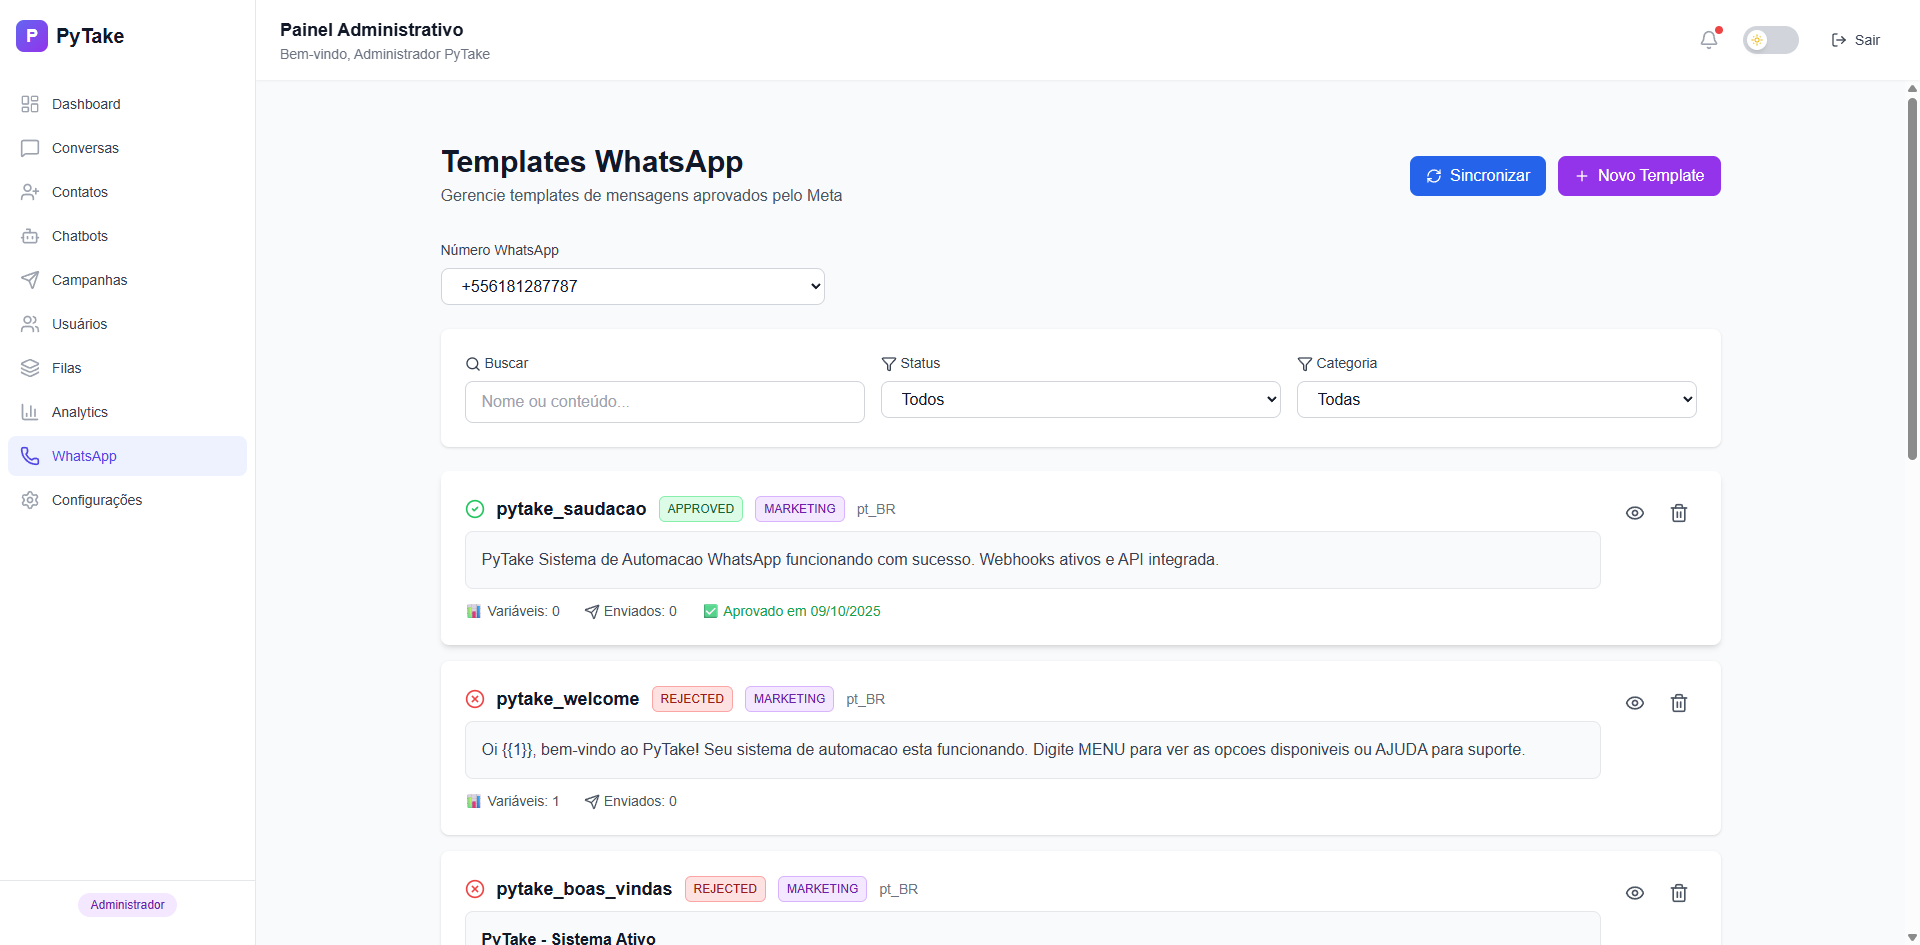 P PyTake
Painel Administrativo
Bem-vindo, Administrador PyTake
Sair
Dashboard
Conversas
Contatos
Chatbots
Campanhas
Usuários
Filas
Analytics
WhatsApp
Configurações
Administrador
Templates WhatsApp
Gerencie templates de mensagens aprovados pelo Meta
Sincronizar
Novo Template
Número WhatsApp
+556181287787
Buscar
Status
Categoria
Nome ou conteúdo...
Todos
Todas
pytake_saudacao APPROVED MARKETING pt_BR
PyTake Sistema de Automacao WhatsApp funcionando com sucesso. Webhooks ativos e API integrada.
Variáveis: 0 Enviados: 0 Aprovado em 09/10/2025
pytake_welcome REJECTED MARKETING pt_BR
Oi {{1}}, bem-vindo ao PyTake! Seu sistema de automacao esta funcionando. Digite MENU para ver as opcoes disponiveis ou AJUDA para suporte.
Variáveis: 1 Enviados: 0
pytake_boas_vindas REJECTED MARKETING pt_BR
PyTake - Sistema Ativo